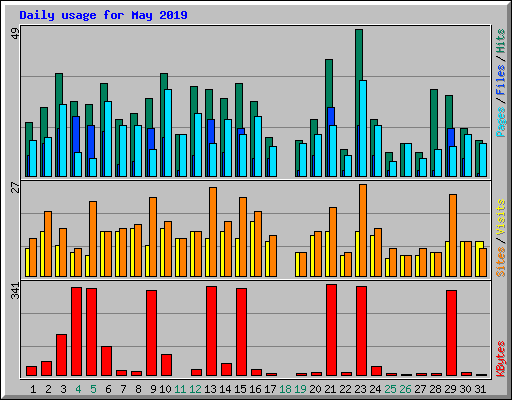 Daily usage for May 2019
49
Pages / Files / Hits
27
Sites / Visits
341
KBytes
1 2 3 4 5 6 7 8 9 10 11 12 13 14 15 16 17 18 19 20 21 22 23 24 25 26 27 28 29 30 31